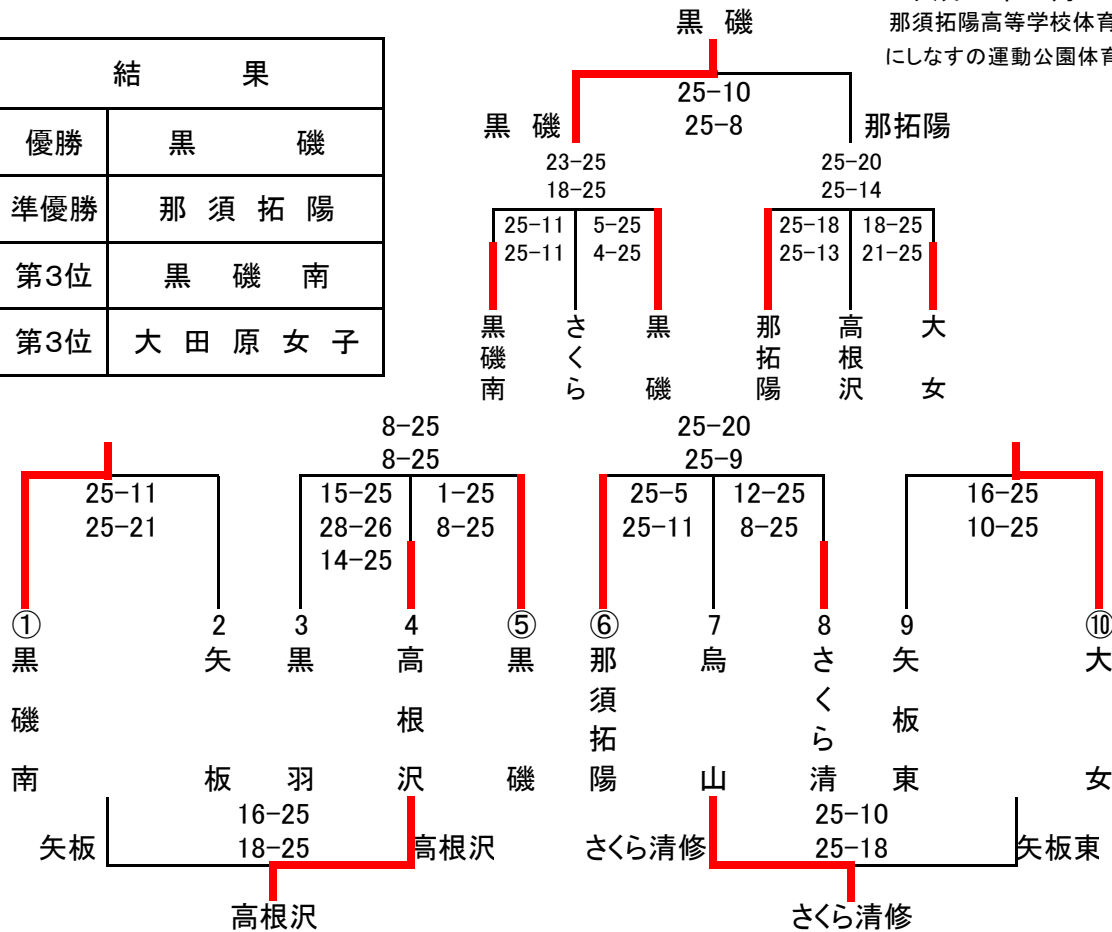 那須拓陽高等学校体育
にしなすの運動公園体育
結 果
優勝 黒 磯
準優勝 那 須 拓 陽
第3位 黒 磯 南
第3位 大 田 原 女 子
黒 磯
25-10
25-8
黒 磯
那拓陽
23-25
18-25
25-20
25-14
25-11 5-25
25-11 4-25
25-18 18-25
25-13 21-25
黒磯南
さくら
黒磯
那拓陽
高根沢
大女
8-25
8-25
25-20
25-9
25-11
25-21
15-25 1-25
28-26 8-25
14-25
25-5 12-25
25-11 8-25
16-25
10-25
① 2 3 4 ⑤ ⑥ 7 8 9 ⑩
黒磯南
矢板
黒羽
高根沢
黒磯
那須拓陽
烏山
さくら清
矢板東
大女
16-25
18-25
矢板
高根沢
高根沢
25-10
25-18
さくら清修
矢板東
さくら清修